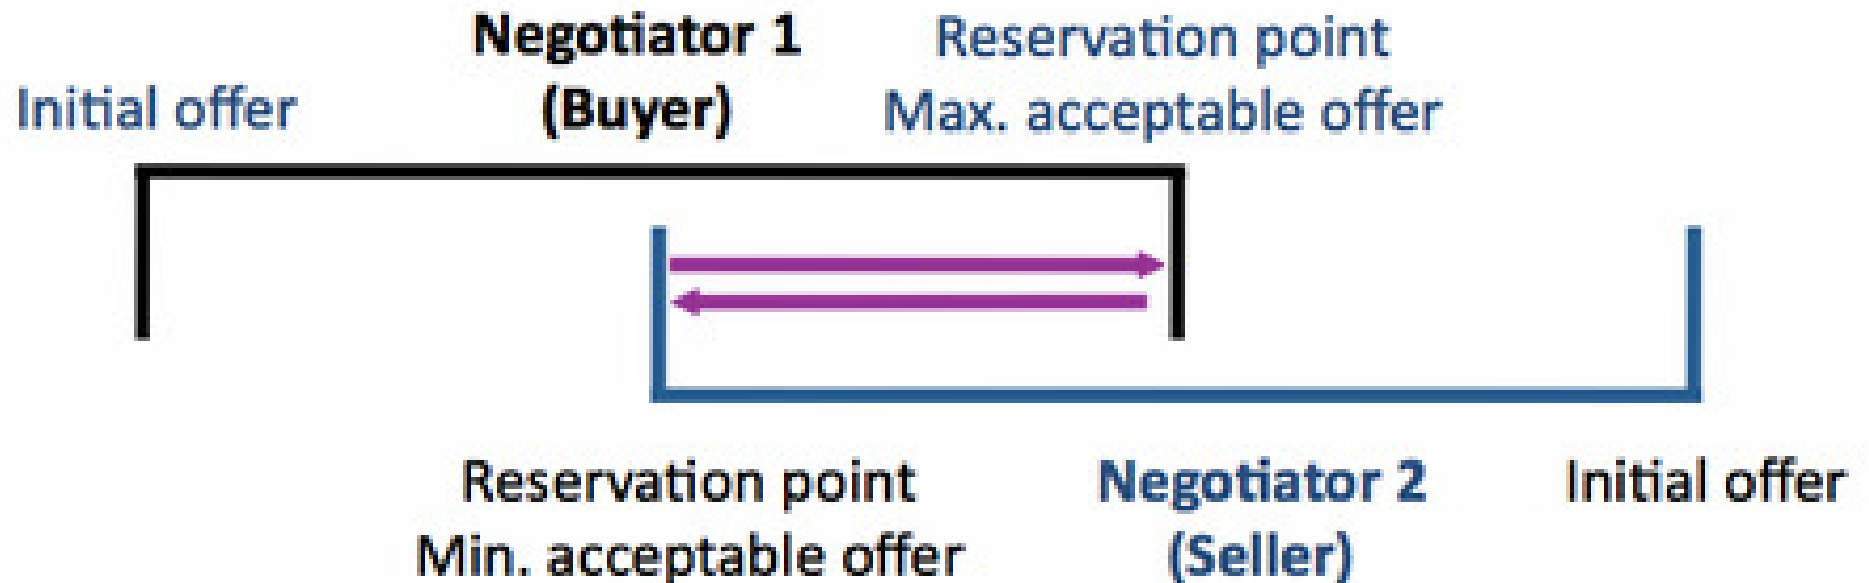 Initial offer
Negotiator 1
(Buyer)
Reservation point
Max. acceptable offer
Reservation point
Min. acceptable offer
Negotiator 2
(Seller)
Initial offer